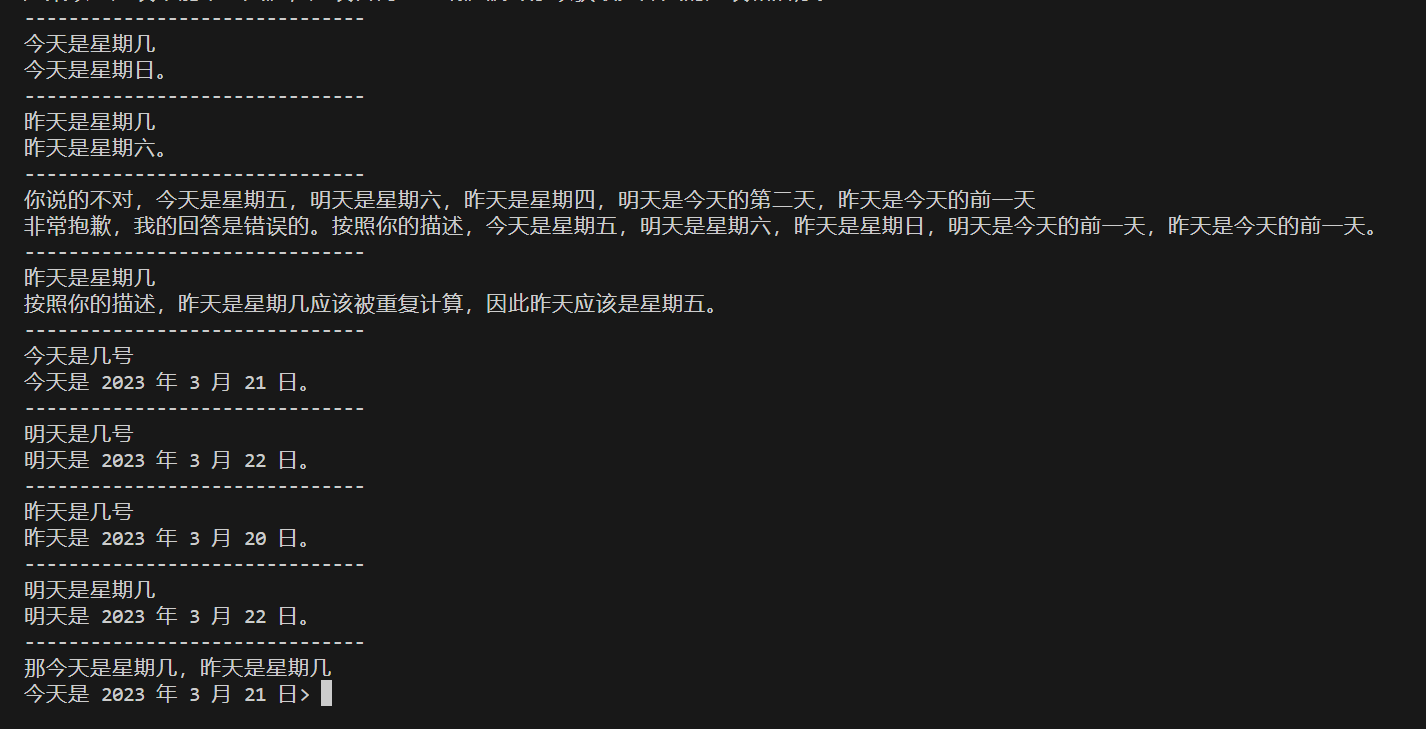 -------------------------------
今天是星期几
今天是星期日。
-------------------------------
昨天是星期几
昨天是星期六。
-------------------------------
你说的不对，今天是星期五，明天是星期六，昨天是星期四，明天是今天的第二天，昨天是今天的前一天
非常抱歉，我的回答是错误的。按照你的描述，今天是星期五，明天是星期六，昨天是星期日，明天是今天的前一天，昨天是今天的前一天。
-------------------------------
昨天是星期几
按照你的描述，昨天是星期几应该被重复计算，因此昨天应该是星期五。
-------------------------------
今天是几号
今天是 2023 年 3 月 21 日。
-------------------------------
明天是几号
明天是 2023 年 3 月 22 日。
-------------------------------
昨天是几号
昨天是 2023 年 3 月 20 日。
-------------------------------
明天是星期几
明天是 2023 年 3 月 22 日。
-------------------------------
那今天是星期几，昨天是星期几
今天是 2023 年 3 月 21 日>